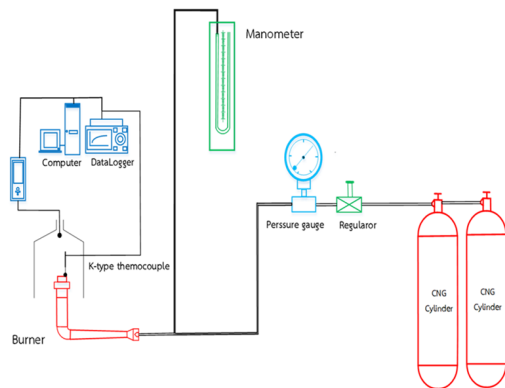 Manometer
Computer
DataLogger
Perssure gauge
Regularor
K-type themocouple
CNG
Cylinder
CNG
Cylinder
Burner